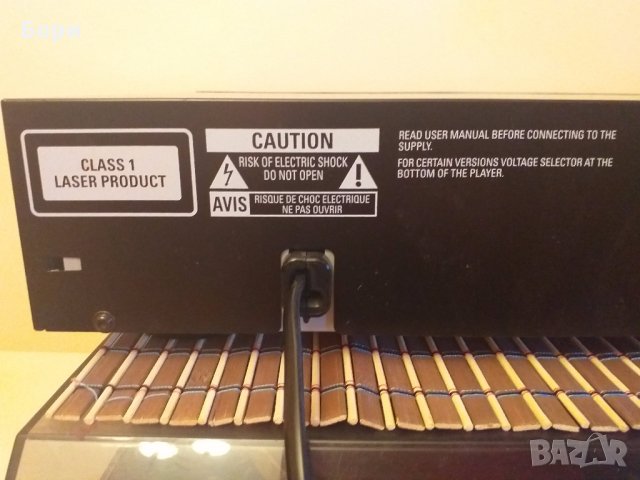 Боро
CLASS 1
LASER PRODUCT
CAUTION
RISK OF ELECTRIC SHOCK
DO NOT OPEN
AVIS
RISQUE DE CHOC ELECTRIQUE
NE PAS OUVRIR
READ USER MANUAL BEFORE CONNECTING TO THE
SUPPLY.
FOR CERTAIN VERSIONS VOLTAGE SELECTOR AT THE
BOTTOM OF THE PLAYER.
BAZAR